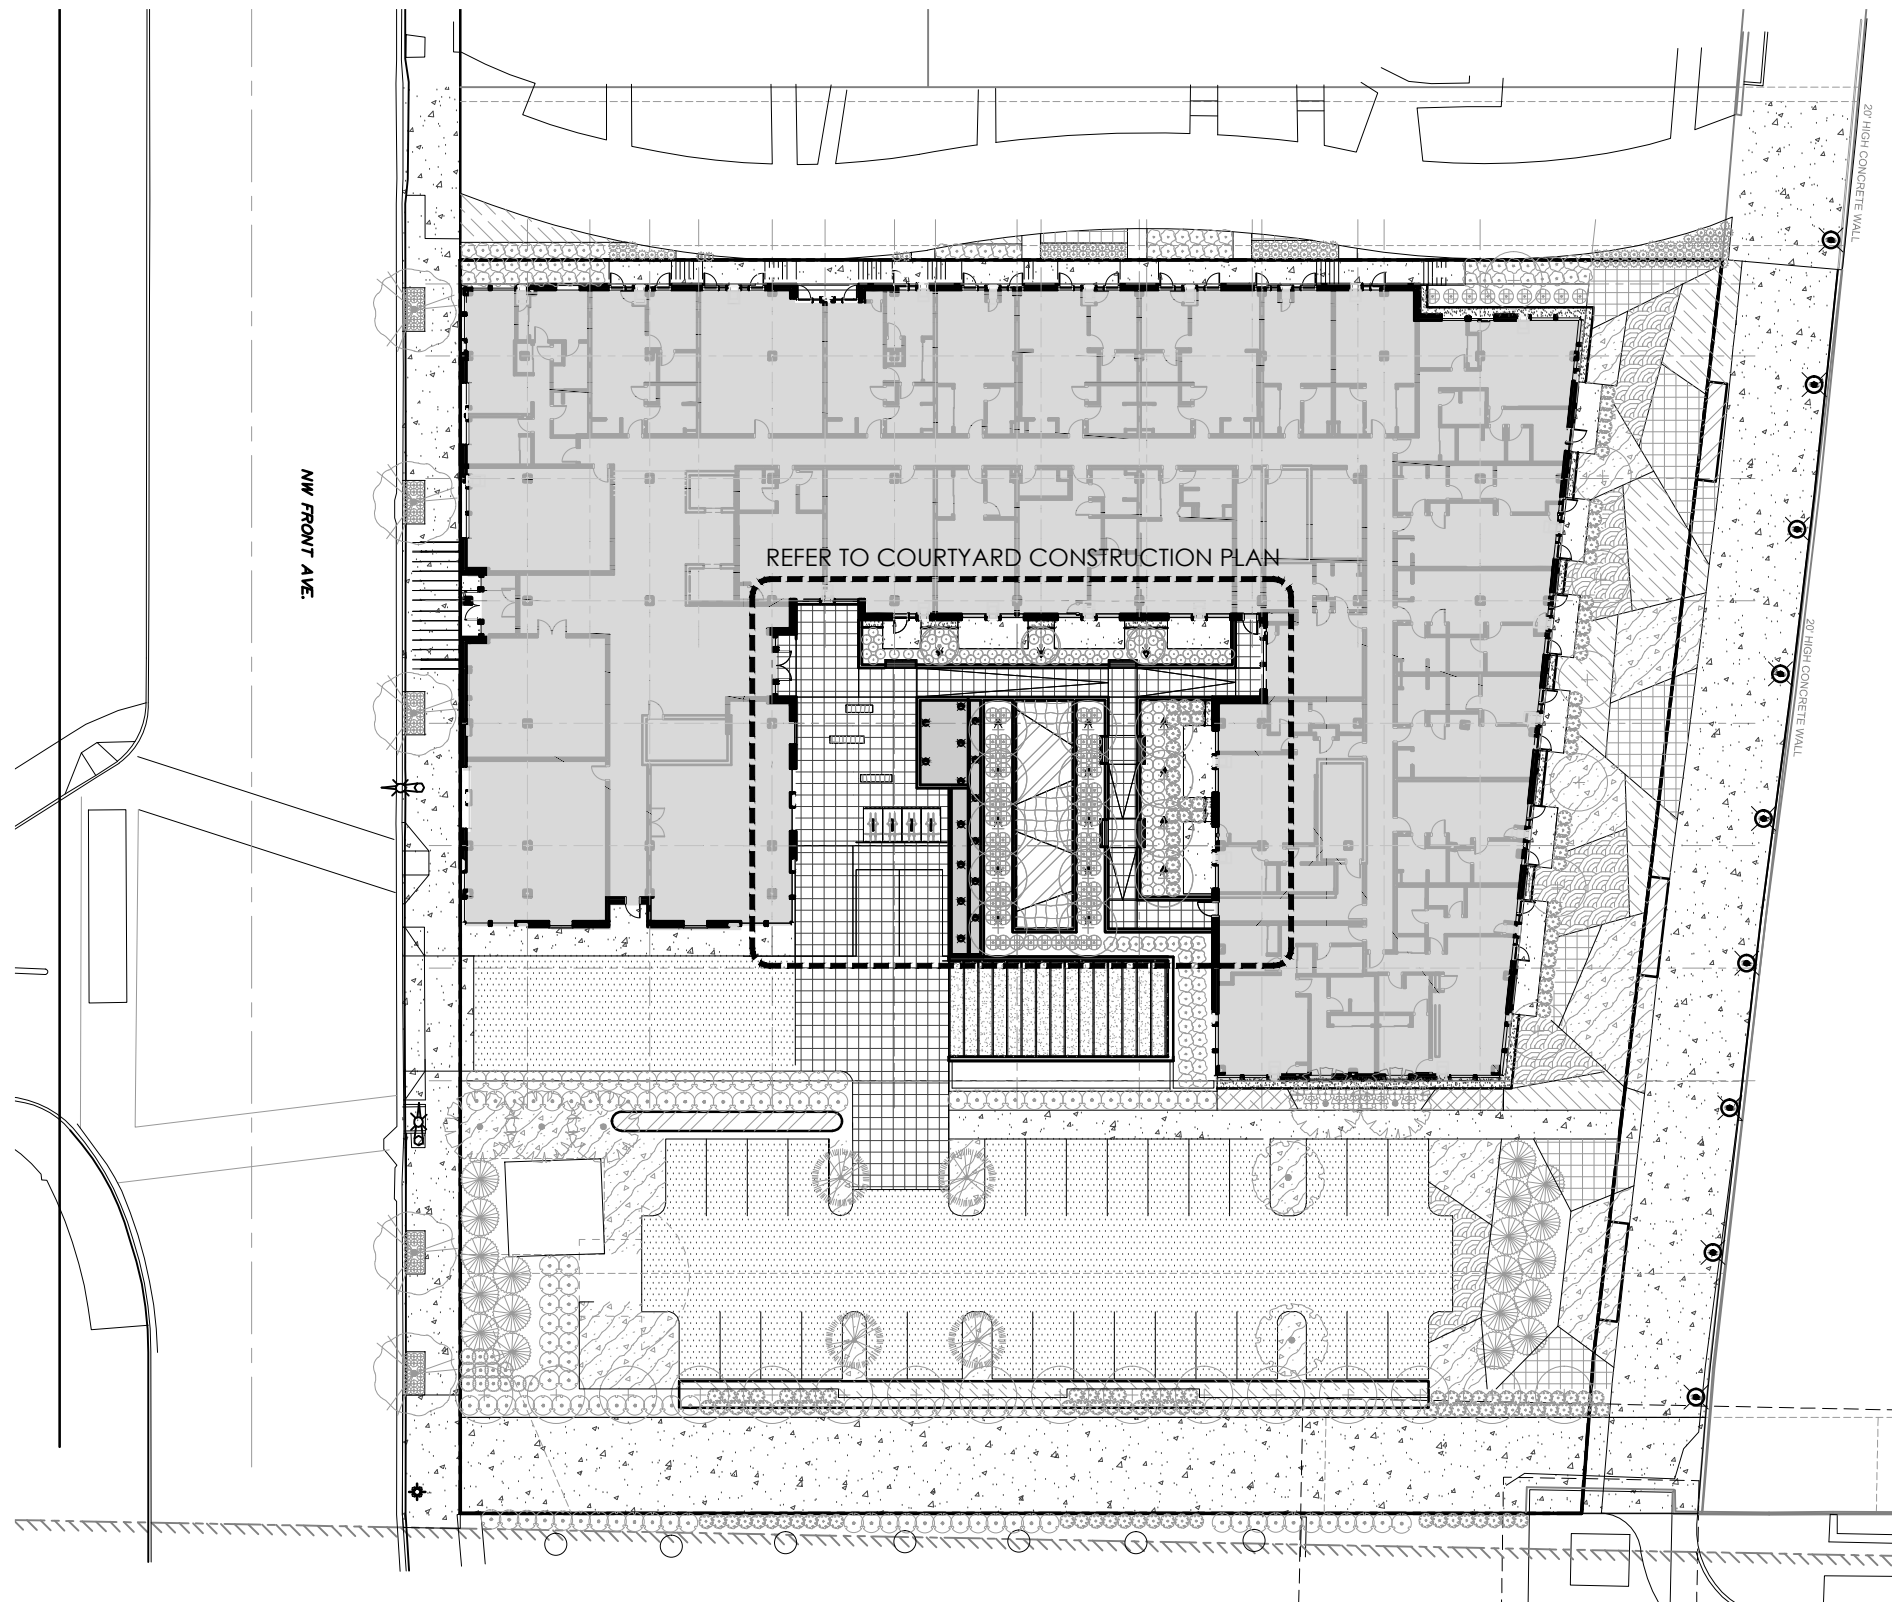 20' HIGH CONCRETE WALL
NW FRONT AVE.
REFER TO COURTYARD CONSTRUCTION PLAN
20' HIGH CONCRETE WALL